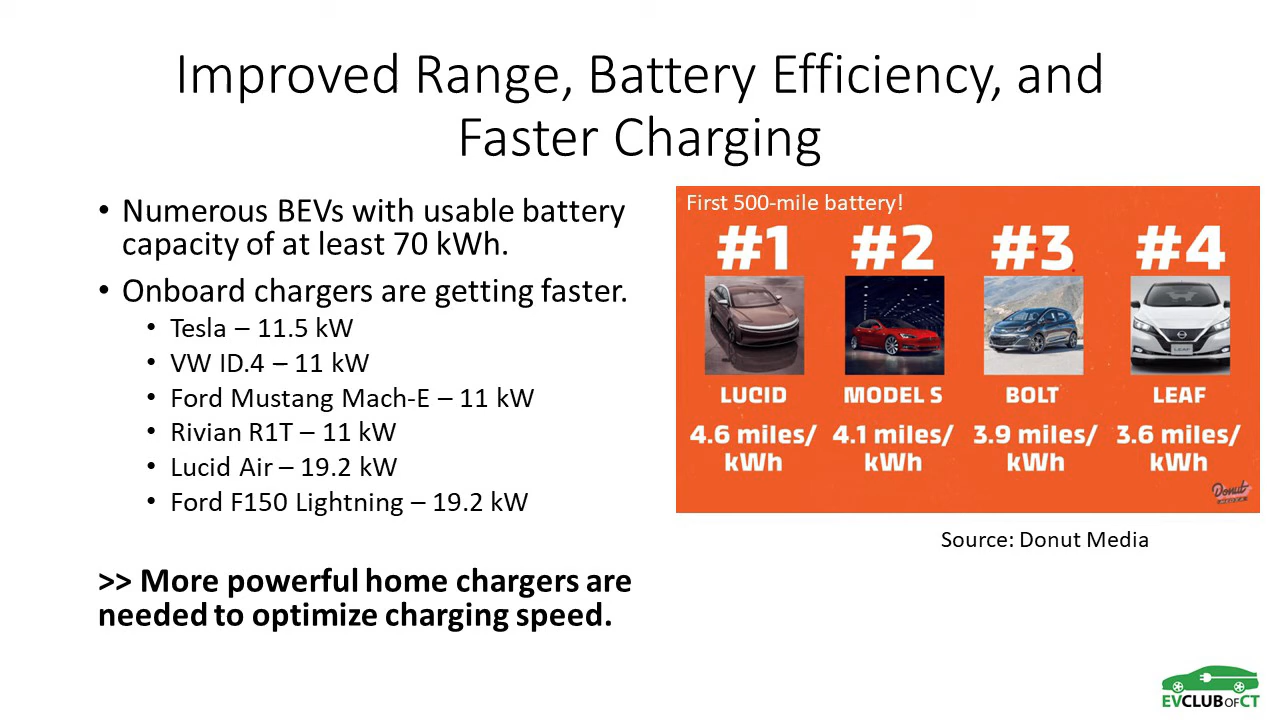 Improved Range, Battery Efficiency, and
Faster Charging
• Numerous BEVs with usable battery
capacity of at least 70 kWh.
• Onboard chargers are getting faster.
• Tesla – 11.5 kW
• VW ID.4 – 11 kW
• Ford Mustang Mach-E – 11 kW
• Rivian R1T – 11 kW
• Lucid Air – 19.2 kW
• Ford F150 Lightning – 19.2 kW
>> More powerful home chargers are
needed to optimize charging speed.
First 500-mile battery!
#1 #2 #3 #4
LUCID MODEL S BOLT LEAF
4.6 miles/ 4.1 miles/ 3.9 miles/ 3.6 miles/
kWh kWh kWh kWh
Donut
Source: Donut Media
EVCLUBOFCT